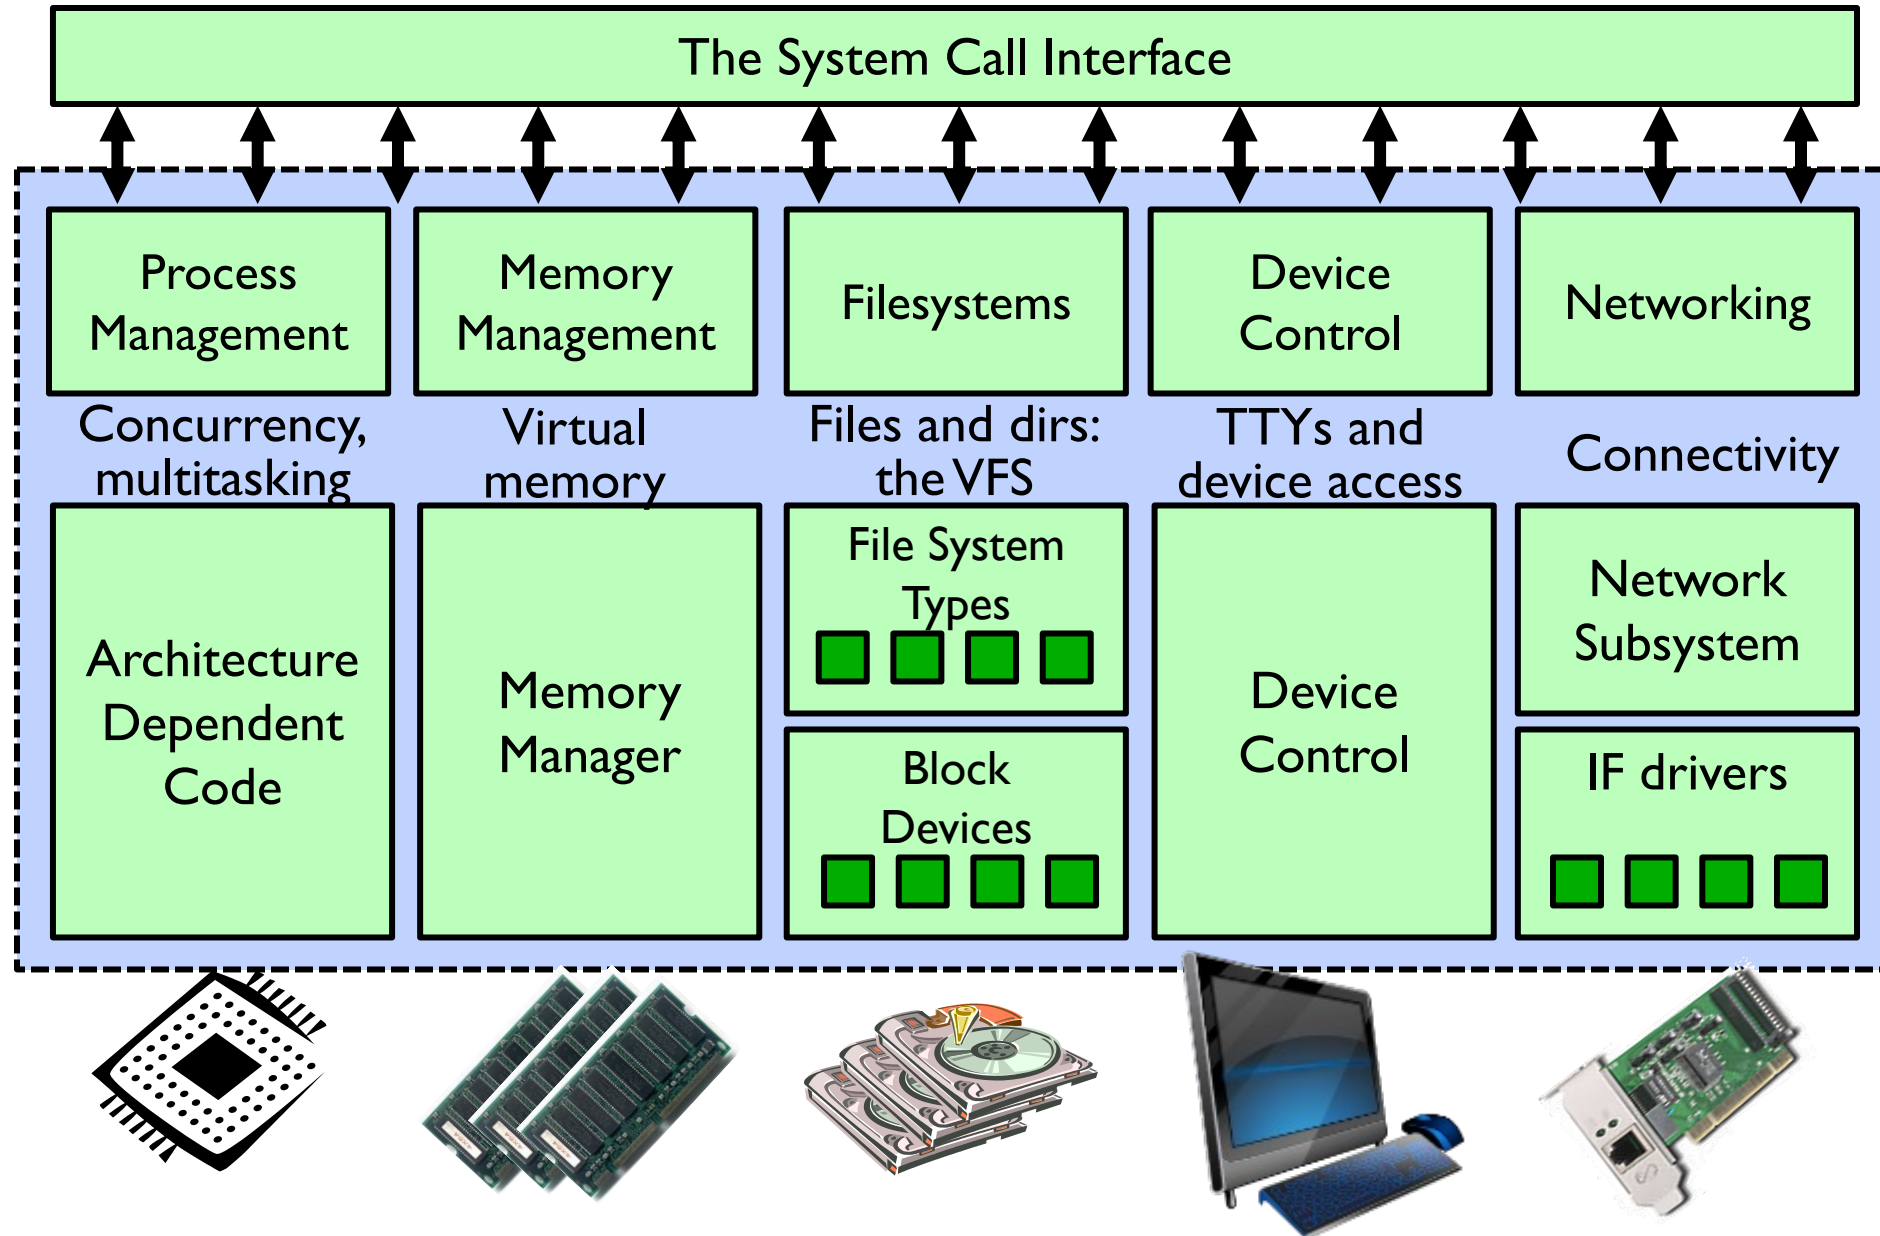 The System Call Interface
Process
Management
Memory
Management
Filesystems
Device
Control
Networking
Concurrency,
multitasking
Virtual
memory
Files and dirs:
the VFS
TTYs and
device access
Connectivity
Architecture
Dependent
Code
Memory
Manager
File System
Types
Block
Devices
Device
Control
Network
Subsystem
IF drivers